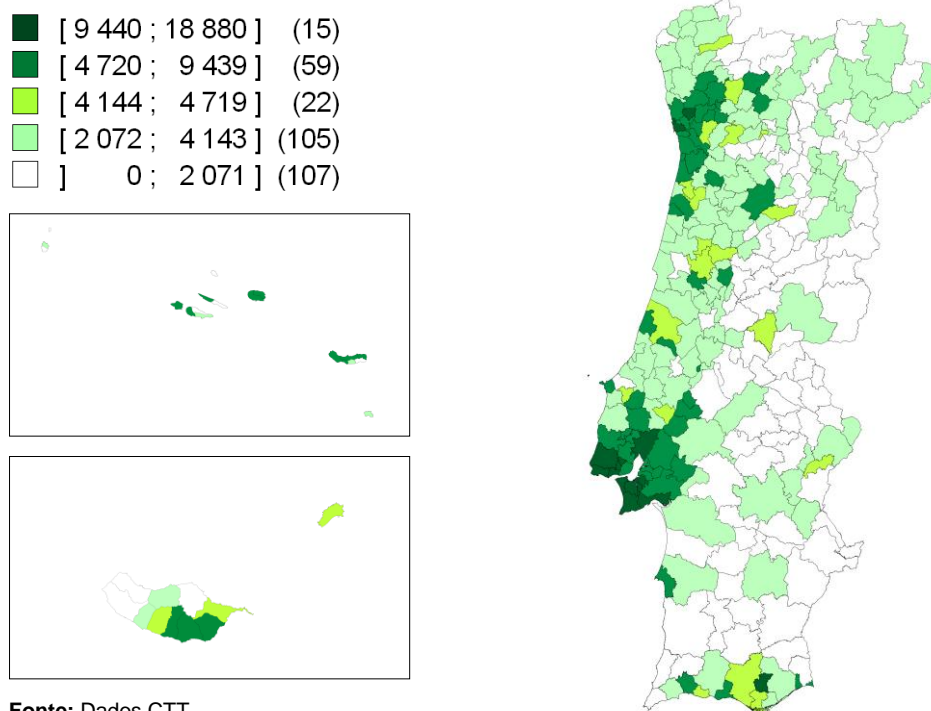 [ 9 440 ; 18 880 ] (15)
[ 4 720 ; 9 439 ] (59)
[ 4 144 ; 4 719 ] (22)
[ 2 072 ; 4 143 ] (105)
] 0 ; 2 071 ] (107)
Fonte: Dados CTT